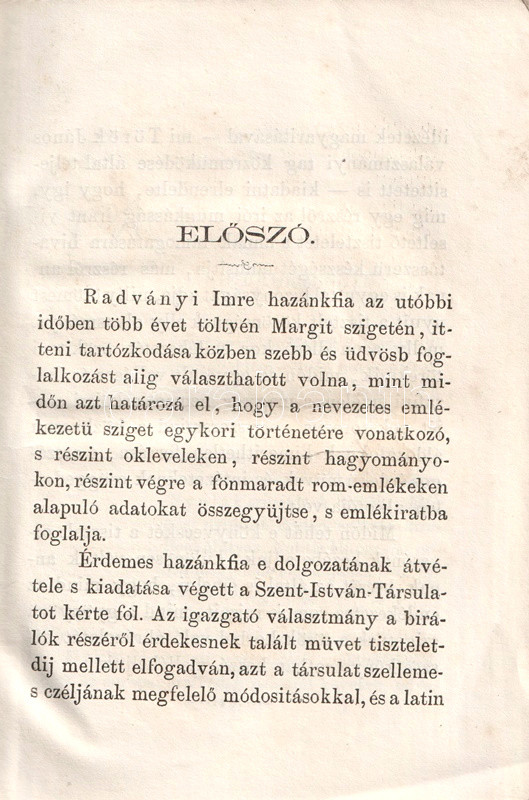 ELŐSZÓ.
Radványi Imre hazánkfia az utóbbi
időben több évet töltvén Margit szigetén, it-
teni tartózkodása közben szebb és üdvösb fog-
lalkozást alig választhatott volna, mint mi-
dőn azt határozá el, hogy a nevezetes emlé-
kezetü sziget egykori történetére vonatkozó,
s részint okleveleken, részint hagyományo-
kon, részint végre a fönmaradt rom-emlékeken
alapuló adatokat összegyüjtse, s emlékiratba
foglalja.
Érdemes hazánkfia e dolgozatának átvé-
tele s kiadatása végett a Szent-István-Társula-
tot kérte föl. Az igazgató választmány a birá-
lók részéről érdekesnek talált müvet tisztelet-
dij mellett elfogadván, azt a társulat szelleme-
s czéljának megfelelő módositásokkal, és a latin